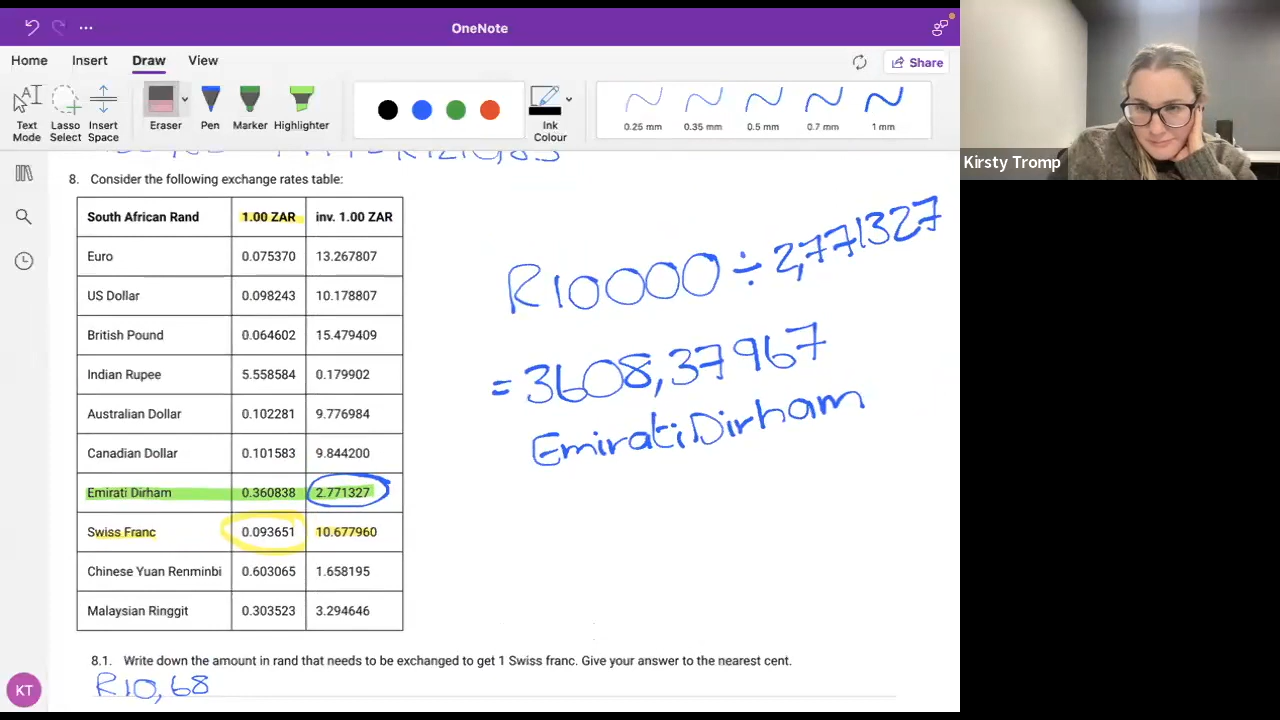 OneNote
Home Insert Draw View
Share
Text Mode
Lasso Select
Insert Space
Eraser
Pen
Marker
Highlighter
Ink Colour
0.25 mm 0.35 mm 0.5 mm 0.7 mm 1 mm
Kirsty Tromp
8. Consider the following exchange rates table:
South African Rand 1.00 ZAR inv. 1.00 ZAR
Euro 0.075370 13.267807
US Dollar 0.098243 10.178807
British Pound 0.064602 15.479409
Indian Rupee 5.558584 0.179902
Australian Dollar 0.102281 9.776984
Canadian Dollar 0.101583 9.844200
Emirati Dirham 0.360838 2.771327
Swiss Franc 0.093651 10.677960
Chinese Yuan Renminbi 0.603065 1.658195
Malaysian Ringgit 0.303523 3.294646
R10000 ÷ 2,771327
= 3608,37967
Emirati Dirham
8.1. Write down the amount in rand that needs to be exchanged to get 1 Swiss franc. Give your answer to the nearest cent.
R10,68
KT